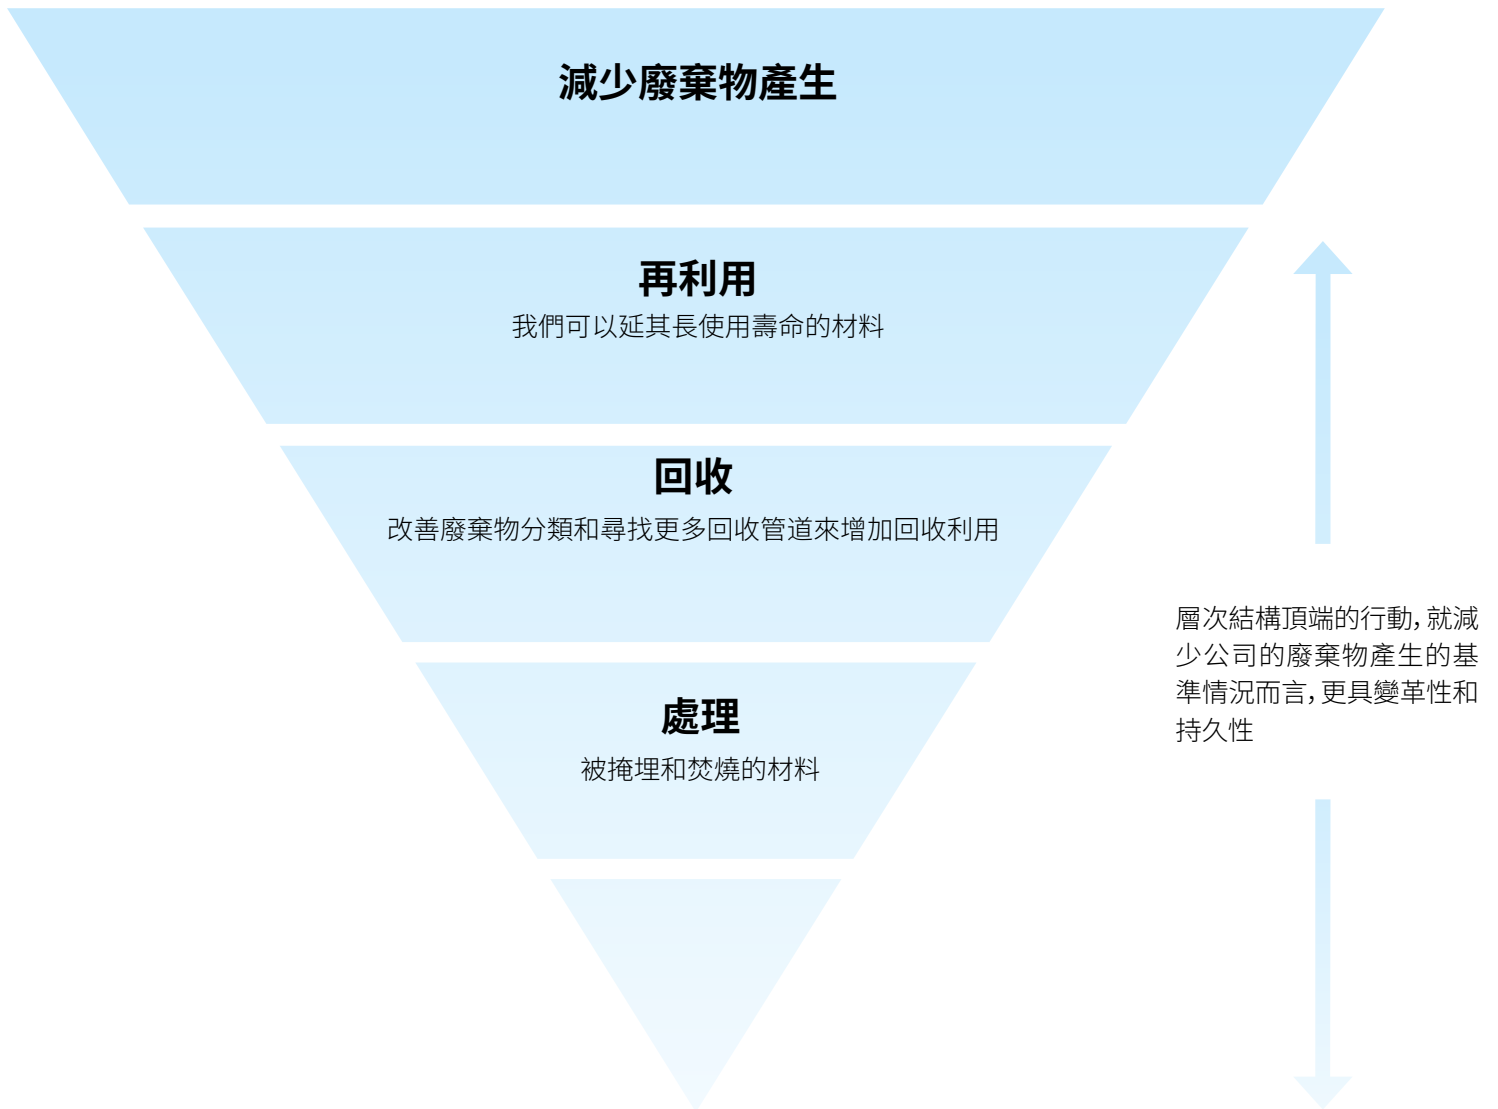 減少廢棄物產生
再利用
我們可以延其長使用壽命的材料
回收
改善廢棄物分類和尋找更多回收管道來增加回收利用
處理
被掩埋和焚燒的材料
層次結構頂端的行動，就減
少公司的廢棄物產生的基
準情況而言，更具變革性和
持久性